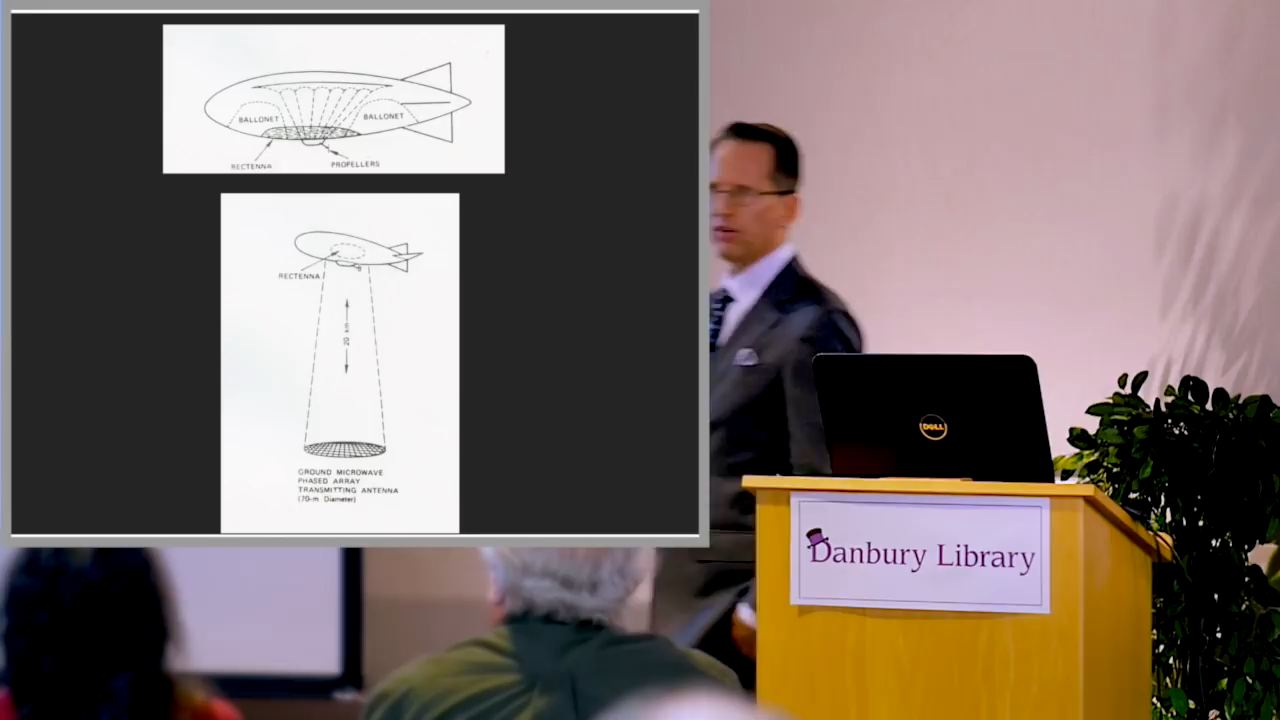 BALLONET
BALLONET
RECTENNA
PROPELLERS
RECTENNA
20 km
GROUND MICROWAVE
PHASED ARRAY
TRANSMITTING ANTENNA
(70-m Diameter)
DELL
Danbury Library